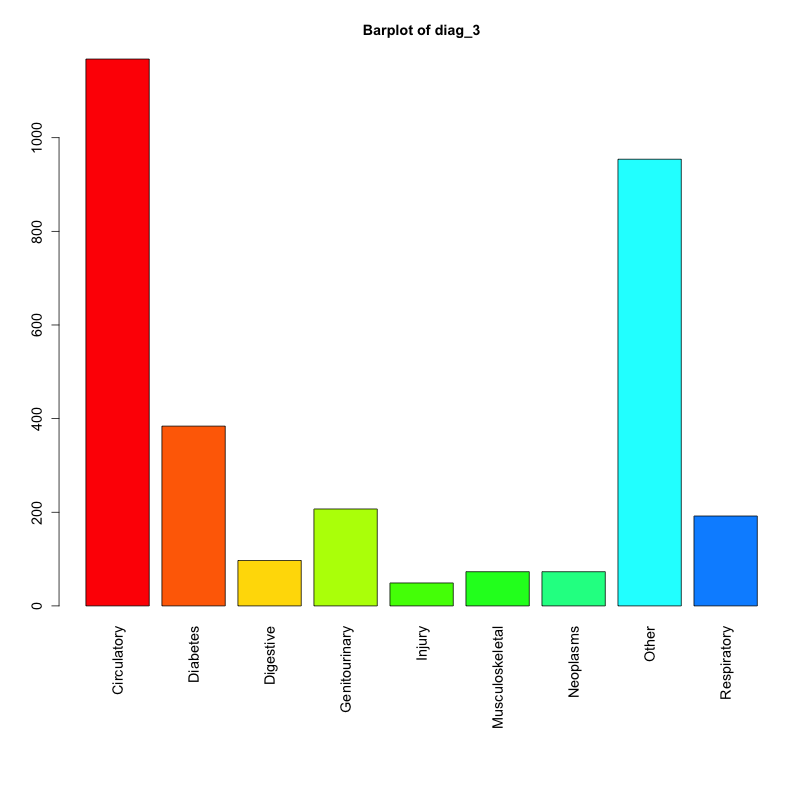 Barplot of diag_3
1000
800
600
400
200
0
Circulatory
Diabetes
Digestive
Genitourinary
Injury
Musculoskeletal
Neoplasms
Other
Respiratory